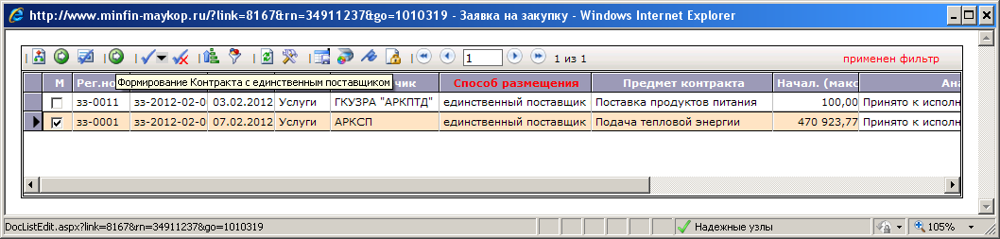 http://www.minfin-maykop.ru/?link=8167&rn=34911237&go=1010319 - Заявка на закупку - Windows Internet Explorer
1 1 из 1 применен фильтр
Формирование Контракта с единственным поставщиком
М Рег.но чик Способ размещения Предмет контракта Начал. (макс Ана
зз-0011 зз-2012-02-0 03.02.2012 Услуги ГКУЗРА "АРКПТД" единственный поставщик Поставка продуктов питания 100,00 Принято к исполн
зз-0001 зз-2012-02-0 07.02.2012 Услуги АРКСП единственный поставщик Подача тепловой энергии 470 923,77 Принято к исполн
DocListEdit.aspx?link=8167&rn=34911237&go=1010319 Надежные узлы 105%